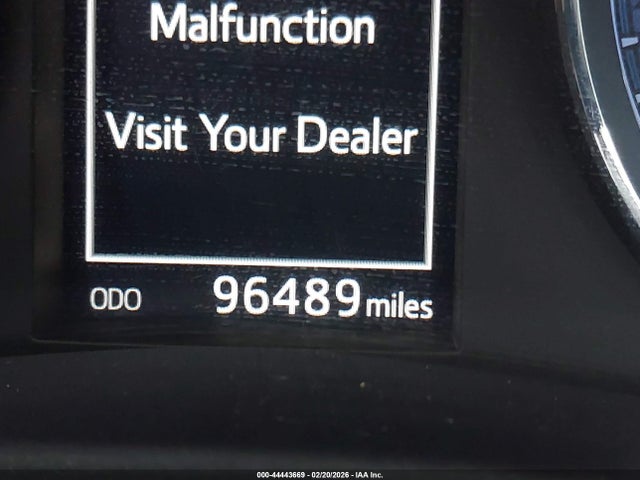 Malfunction
Visit Your Dealer
ODO 96489 miles
000-44443669 - 02/20/2026 - IAA Inc.